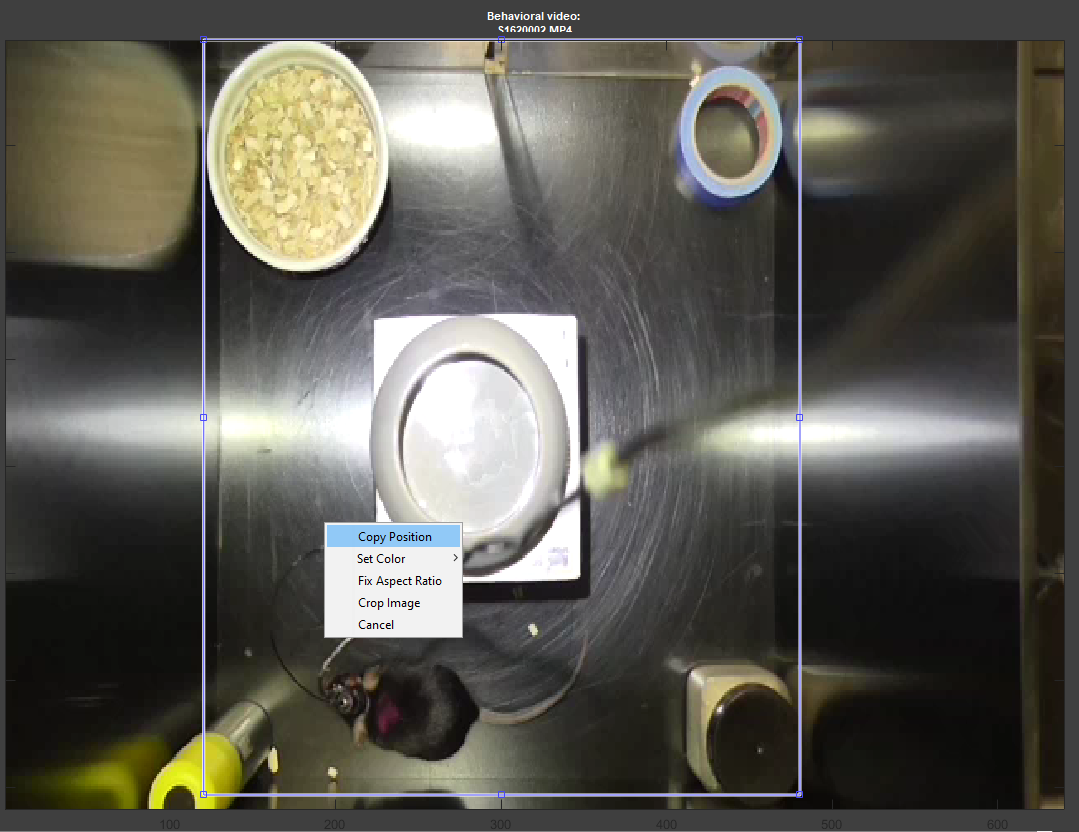 Behavioral video:
S1620002.MP4
Copy Position
Set Color
Fix Aspect Ratio
Crop Image
Cancel
100 200 300 400 500 600